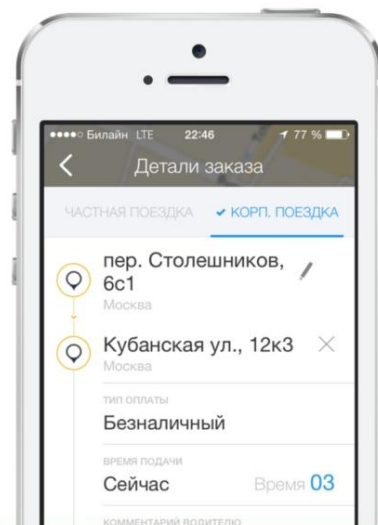 Билайн LTE 22:46 77 %
Детали заказа
ЧАСТНАЯ ПОЕЗДКА ✔ КОРП. ПОЕЗДКА
пер. Столешников,
6с1
Москва
Кубанская ул., 12к3
Москва
ТИП ОПЛАТЫ
Безналичный
ВРЕМЯ ПОДАЧИ
Сейчас Время 03
КОММЕНТАРИЙ ВОДИТЕЛЮ